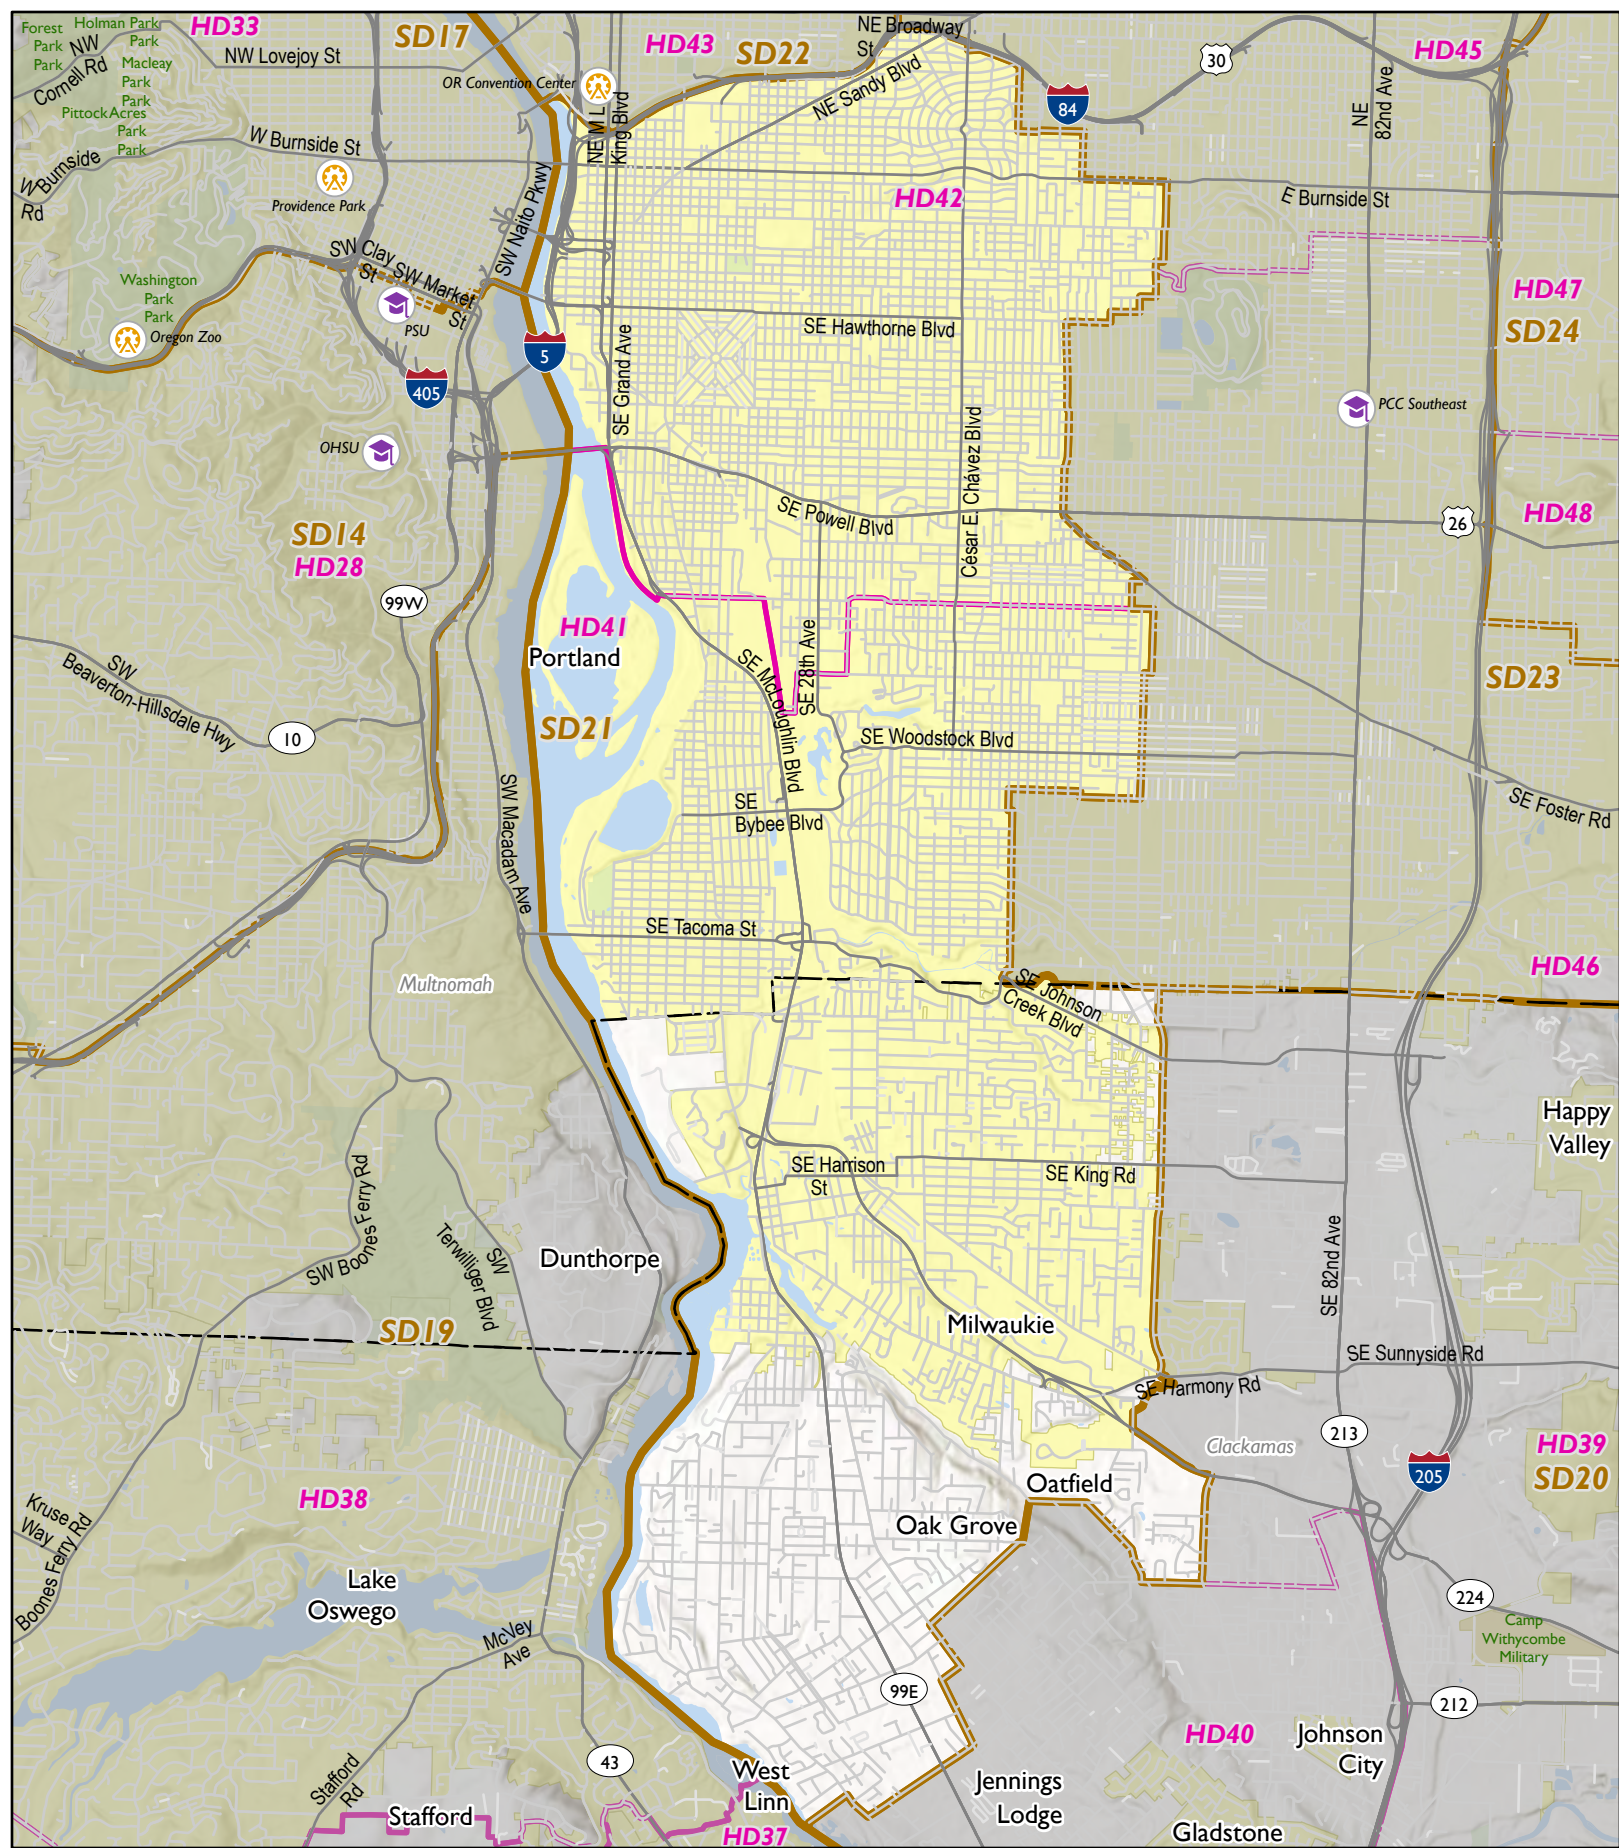 Forest
Park
Park
Holman Park
Park
NW
Cornell Rd
Macleay
Park
Park
Pittock Acres
Park
Park
HD33
NW Lovejoy St
SD17
HD43
SD22
NE Broadway
St
30
HD45
OR Convention Center
NE Sandy Blvd
84
NE
82nd Ave
NE M L
King Blvd
W Burnside St
W Burnside
Rd
Providence Park
SW Naito Pkwy
HD42
E Burnside St
SW Clay
St
SW Market
St
Washington
Park
Park
PSU
Oregon Zoo
HD47
SD24
SE Hawthorne Blvd
5
405
SE Grand Ave
PCC Southeast
OHSU
César E. Chávez Blvd
SE Powell Blvd
26
HD48
SD14
HD28
99W
HD41
Portland
SE 28th Ave
SE McLoughlin Blvd
SW
Beaverton-Hillsdale Hwy
10
SD21
SD23
SE Woodstock Blvd
SW Macadam Ave
SE
Bybee Blvd
SE Foster Rd
SE Tacoma St
HD46
Multnomah
SE Johnson
Creek Blvd
Happy
Valley
SE Harrison
St
SE King Rd
SW Boones Ferry Rd
SW
Terwilliger Blvd
Dunthorpe
SE 82nd Ave
SD19
Milwaukie
SE Sunnyside Rd
SE Harmony Rd
213
Clackamas
HD39
SD20
205
HD38
Oatfield
Kruse
Way
Boones Ferry Rd
Oak Grove
Lake
Oswego
224
Camp
Withycombe
Military
McVey
Ave
99E
212
HD40
Johnson
City
43
Stafford
Rd
West
Linn
Jennings
Lodge
Stafford
HD37
Gladstone